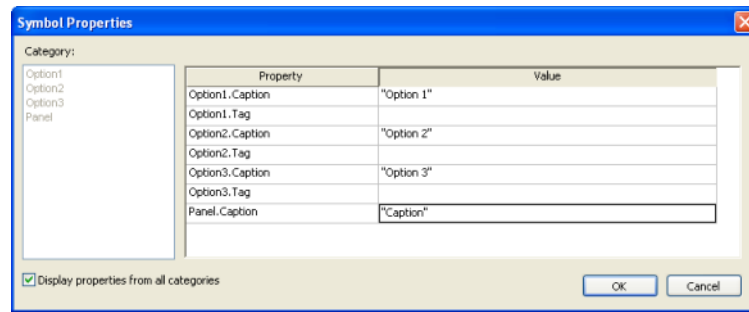 Symbol Properties
Category:
Option1
Option2
Option3
Panel
Property Value
Option1.Caption "Option 1"
Option1.Tag
Option2.Caption "Option 2"
Option2.Tag
Option3.Caption "Option 3"
Option3.Tag
Panel.Caption "Caption"
Display properties from all categories
OK Cancel